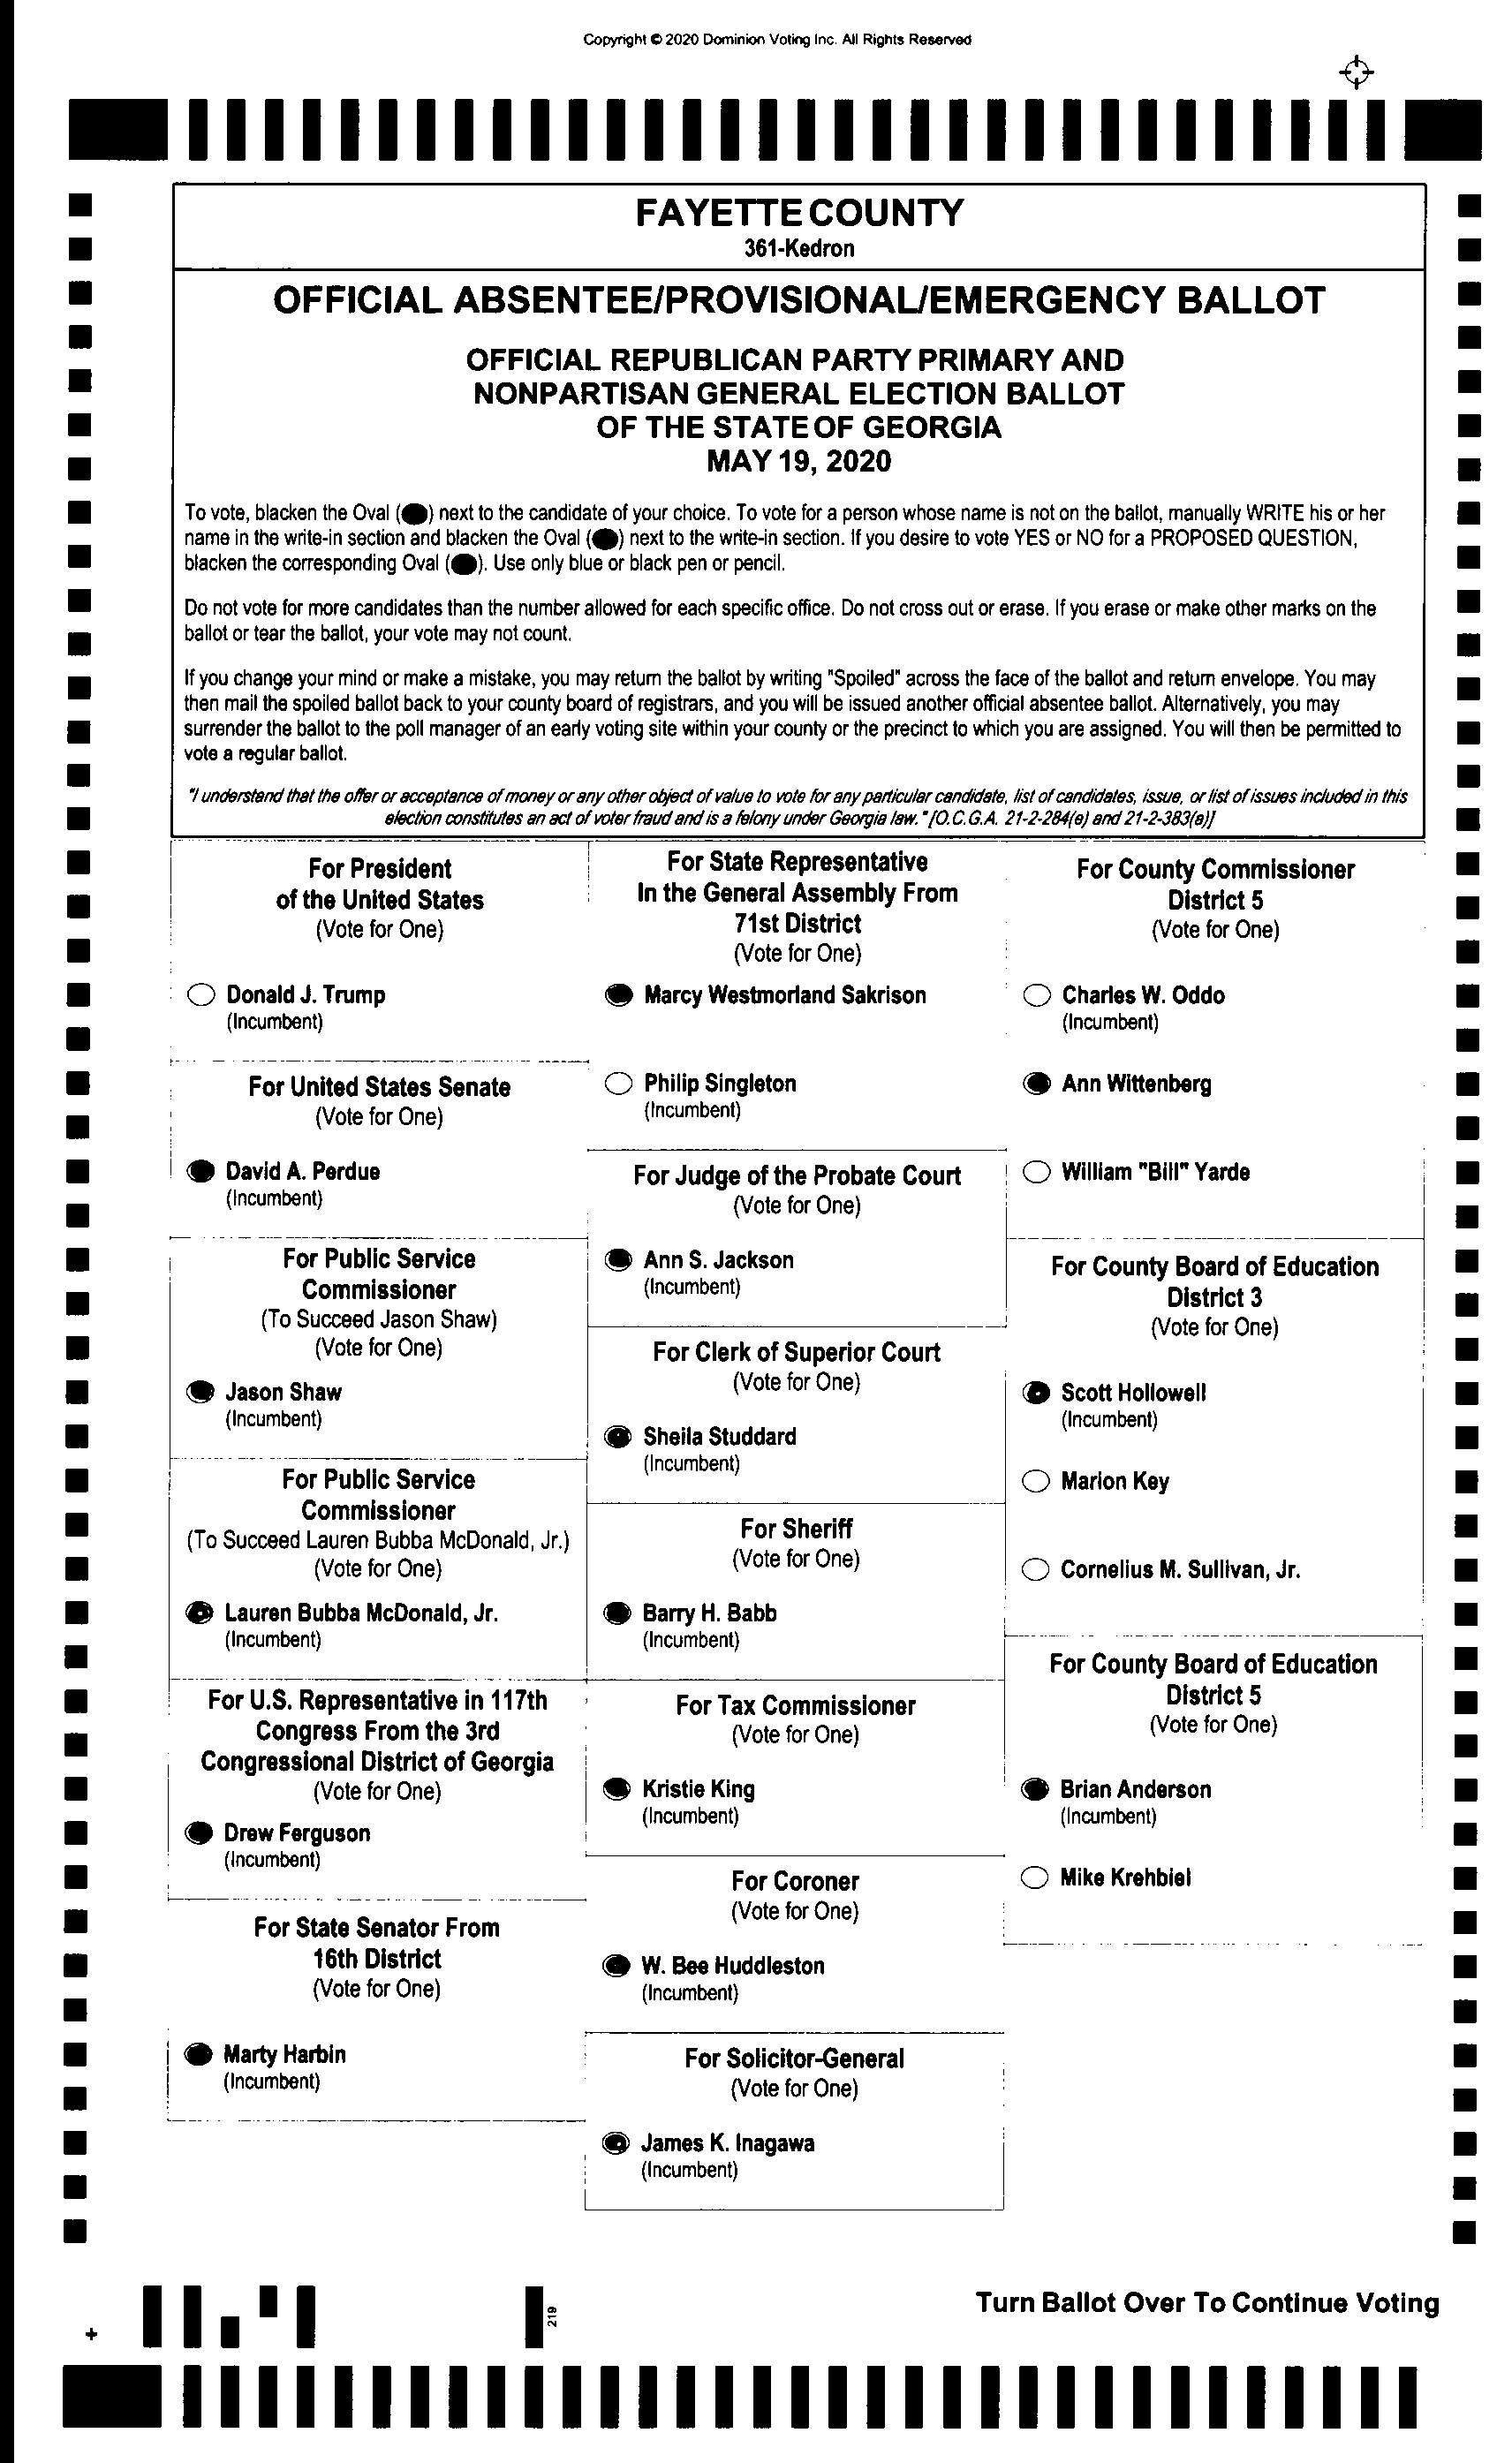 Copyright © 2020 Dominion Voting Inc. All Rights Reserved
FAYETTE COUNTY
361-Kedron
OFFICIAL ABSENTEE/PROVISIONAL/EMERGENCY BALLOT
OFFICIAL REPUBLICAN PARTY PRIMARY AND
NONPARTISAN GENERAL ELECTION BALLOT
OF THE STATE OF GEORGIA
MAY 19, 2020
To vote, blacken the Oval (●) next to the candidate of your choice. To vote for a person whose name is not on the ballot, manually WRITE his or her
name in the write-in section and blacken the Oval (●) next to the write-in section. If you desire to vote YES or NO for a PROPOSED QUESTION,
blacken the corresponding Oval (●). Use only blue or black pen or pencil.
Do not vote for more candidates than the number allowed for each specific office. Do not cross out or erase. If you erase or make other marks on the
ballot or tear the ballot, your vote may not count.
If you change your mind or make a mistake, you may return the ballot by writing "Spoiled" across the face of the ballot and return envelope. You may
then mail the spoiled ballot back to your county board of registrars, and you will be issued another official absentee ballot. Alternatively, you may
surrender the ballot to the poll manager of an early voting site within your county or the precinct to which you are assigned. You will then be permitted to
vote a regular ballot.
"I understand that the offer or acceptance of money or any other object of value to vote for any particular candidate, list of candidates, issue, or list of issues included in this
election constitutes an act of voter fraud and is a felony under Georgia law." [O.C.G.A. 21-2-284(e) and 21-2-383(a)]
For President
of the United States
(Vote for One)
Donald J. Trump
(Incumbent)
For United States Senate
(Vote for One)
David A. Perdue
(Incumbent)
For Public Service
Commissioner
(To Succeed Jason Shaw)
(Vote for One)
Jason Shaw
(Incumbent)
For Public Service
Commissioner
(To Succeed Lauren Bubba McDonald, Jr.)
(Vote for One)
Lauren Bubba McDonald, Jr.
(Incumbent)
For U.S. Representative in 117th
Congress From the 3rd
Congressional District of Georgia
(Vote for One)
Drew Ferguson
(Incumbent)
For State Senator From
16th District
(Vote for One)
Marty Harbin
(Incumbent)
For State Representative
In the General Assembly From
71st District
(Vote for One)
Marcy Westmorland Sakrison
Philip Singleton
(Incumbent)
For Judge of the Probate Court
(Vote for One)
Ann S. Jackson
(Incumbent)
For Clerk of Superior Court
(Vote for One)
Sheila Studdard
(Incumbent)
For Sheriff
(Vote for One)
Barry H. Babb
(Incumbent)
For Tax Commissioner
(Vote for One)
Kristie King
(Incumbent)
For Coroner
(Vote for One)
W. Bee Huddleston
(Incumbent)
For Solicitor-General
(Vote for One)
James K. Inagawa
(Incumbent)
For County Commissioner
District 5
(Vote for One)
Charles W. Oddo
(Incumbent)
Ann Wittenberg
William "Bill" Yarde
For County Board of Education
District 3
(Vote for One)
Scott Hollowell
(Incumbent)
Marion Key
Cornelius M. Sullivan, Jr.
For County Board of Education
District 5
(Vote for One)
Brian Anderson
(Incumbent)
Mike Krehbiel
219
Turn Ballot Over To Continue Voting